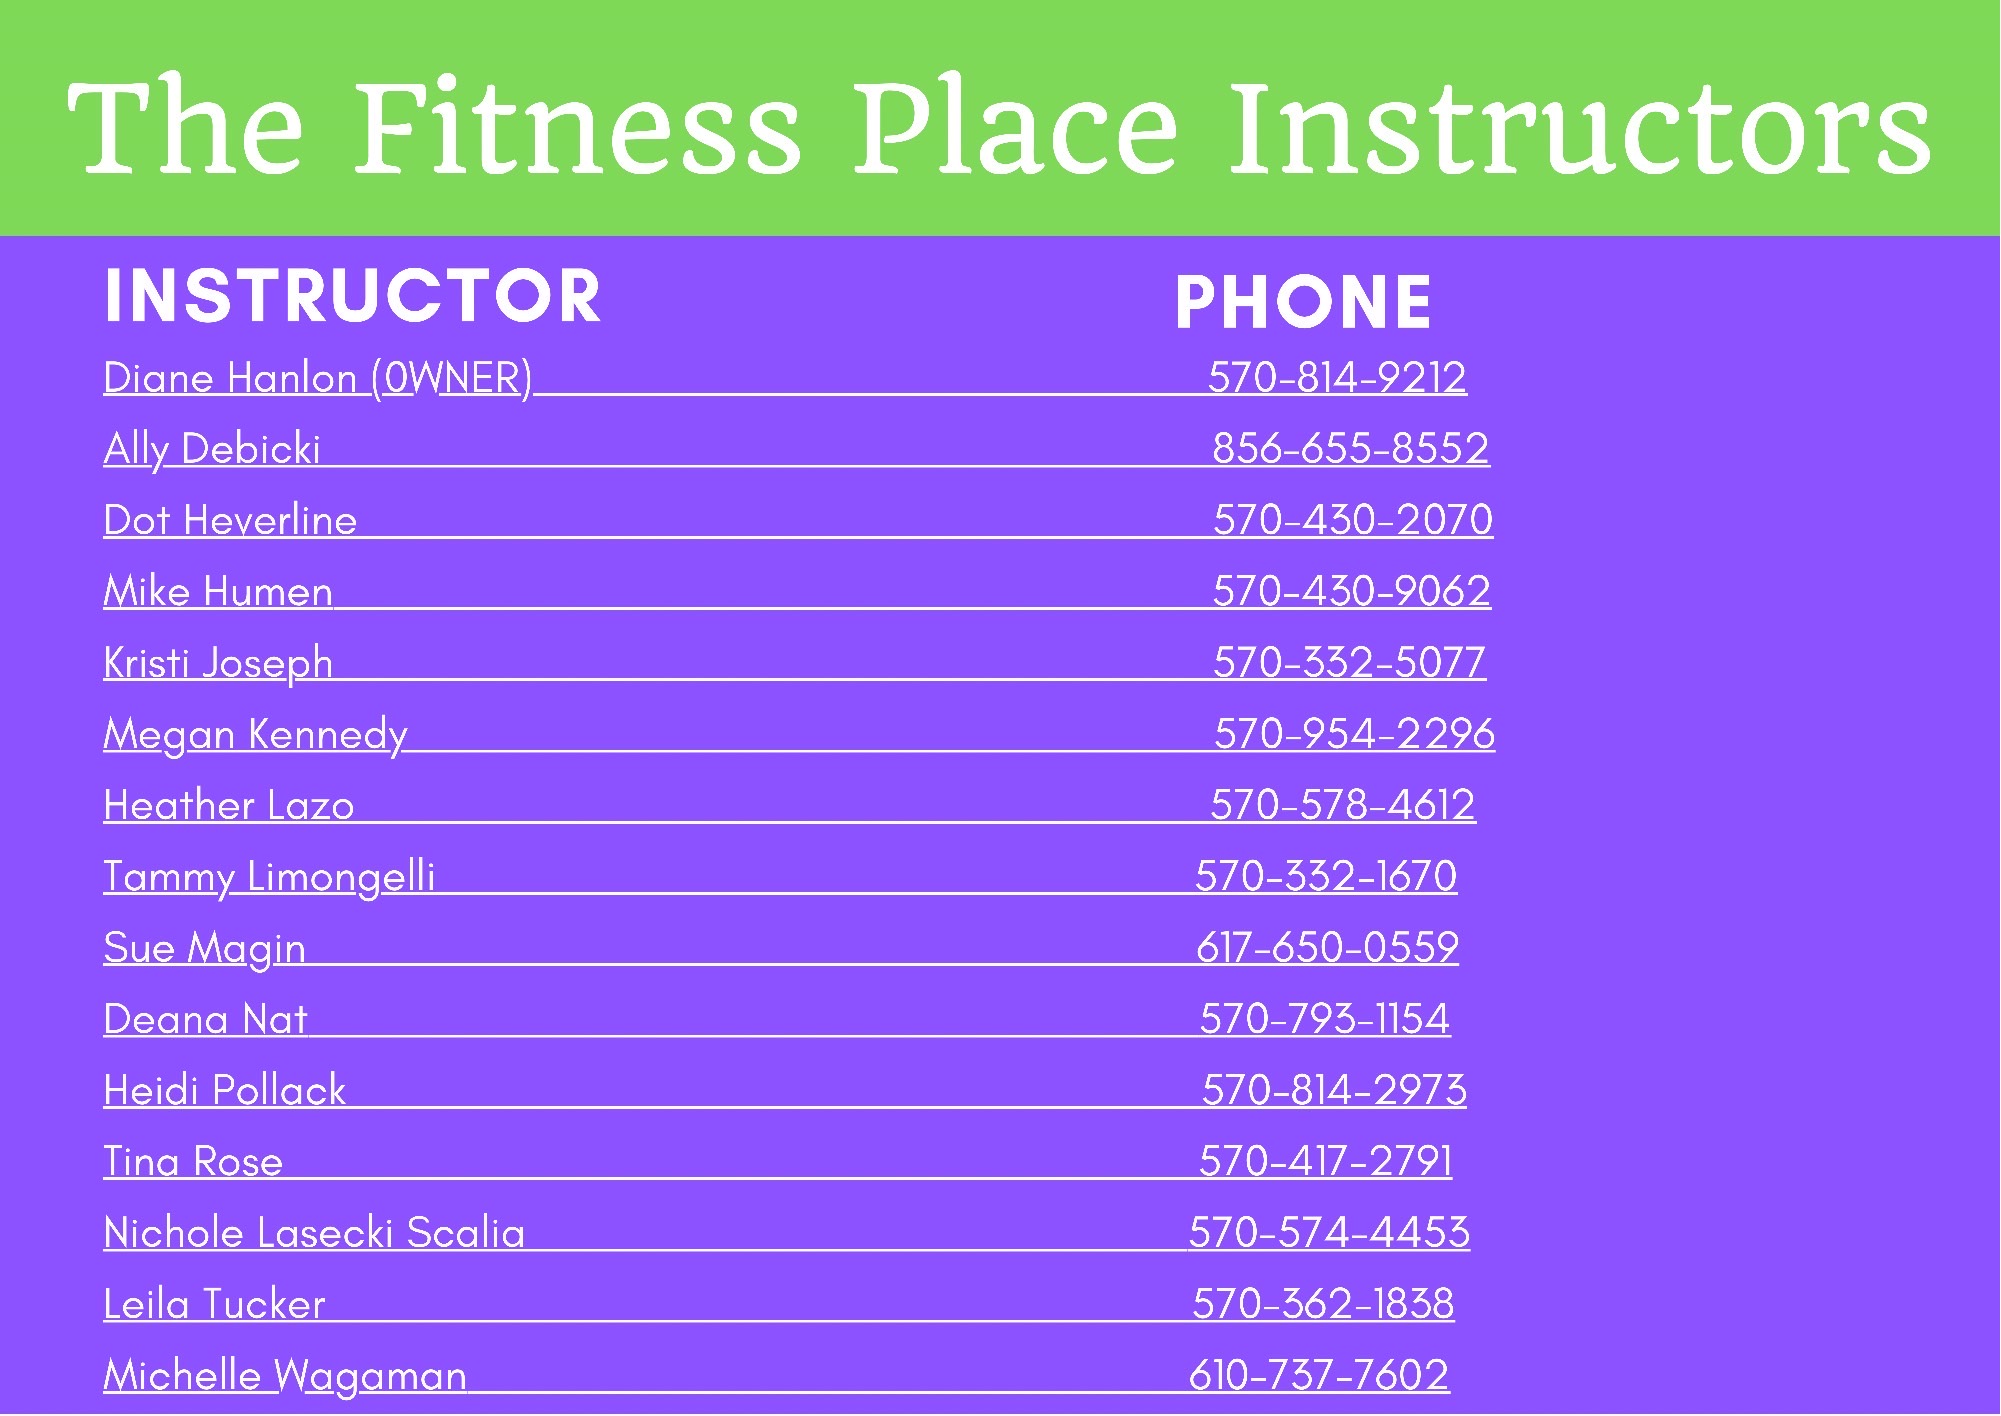 The Fitness Place Instructors
INSTRUCTOR PHONE
Diane Hanlon (0WNER) 570-814-9212
Ally Debicki 856-655-8552
Dot Heverline 570-430-2070
Mike Humen 570-430-9062
Kristi Joseph 570-332-5077
Megan Kennedy 570-954-2296
Heather Lazo 570-578-4612
Tammy Limongelli 570-332-1670
Sue Magin 617-650-0559
Deana Nat 570-793-1154
Heidi Pollack 570-814-2973
Tina Rose 570-417-2791
Nichole Lasecki Scalia 570-574-4453
Leila Tucker 570-362-1838
Michelle Wagaman 610-737-7602